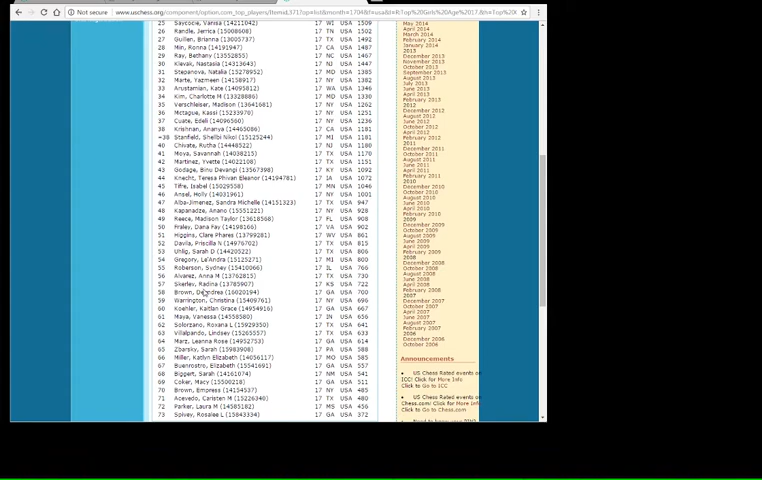 Not secure | www.uschess.org/component/option.com_top_players/Itemid,371?op=list&month=1704&f=usa&l=R:Top%20Girls%20Age%2017.&h=Top%20
25 Saycocie, Vanisa (14211042) 17 WI USA 1509
26 Randle, Jerrica (15008608) 17 TN USA 1502
27 Guillen, Brianna (13005737) 17 TX USA 1492
28 Min, Ronna (14191947) 17 CA USA 1487
29 Ray, Bethany (13552855) 17 NC USA 1467
30 Klevak, Nastasia (14313643) 17 NJ USA 1447
31 Stepanova, Natalia (15278952) 17 MD USA 1385
32 Marte, Yazmeen (14158917) 17 NY USA 1382
33 Arustamian, Kate (14095812) 17 WA USA 1346
34 Kim, Charlotte M (13328886) 17 MD USA 1330
35 Verschleiser, Madison (13641681) 17 NY USA 1262
36 Mctague, Kassi (15233970) 17 NY USA 1251
37 Cuate, Edeli (14096560) 17 NY USA 1236
38 Krishnan, Ananya (14465086) 17 CA USA 1181
+38 Stanfield, Shelbi Nikol (15125244) 17 MI USA 1181
40 Chivate, Rutha (14448522) 17 NJ USA 1180
41 Moya, Savannah (14038215) 17 TX USA 1170
42 Martinez, Yvette (14022108) 17 TX USA 1151
43 Godage, Binu Devangi (13567398) 17 KY USA 1092
44 Knecht, Teresa Phivan Eleanor (14194781) 17 IA USA 1072
45 Tifre, Isabel (15029558) 17 MN USA 1046
46 Ansel, Holly (14031961) 17 NY USA 1001
47 Alba-Jimenez, Sandra Michelle (14151323) 17 TX USA 947
48 Kapanadze, Anano (15551221) 17 NY USA 928
49 Reece, Madison Taylor (13618568) 17 FL USA 908
50 Fraley, Dana Fay (14198166) 17 VA USA 902
51 Higgins, Clare Phares (13799281) 17 WV USA 861
52 Davila, Priscilla N (14976702) 17 TX USA 815
53 Uhlig, Sarah D (14420522) 17 TX USA 806
54 Gregory, Le'Andra (15125271) 17 MI USA 800
55 Roberson, Sydney (15410066) 17 IL USA 766
56 Alvarez, Anna M (13762815) 17 TX USA 730
57 Skerlev, Radina (13785907) 17 KS USA 722
58 Brown, (16020194) 17 GA USA 700
59 Warrington, Christina (15409761) 17 NY USA 696
60 Koehler, Kaitlan Grace (14954916) 17 GA USA 667
61 Maya, Vanessa (14558580) 17 IN USA 656
62 Solorzano, Roxana L (15929350) 17 TX USA 641
63 Villalpando, Lindsey (15265557) 17 TX USA 633
64 Marz, Leanna Rose (14952753) 17 GA USA 614
65 Zbarsky, Sarah (15983908) 17 PA USA 588
66 Miller, Katlyn Elizabeth (14056117) 17 MO USA 585
67 Buenrostro, Elizabeth (15541691) 17 GA USA 557
68 Biggert, Sarah (14161074) 17 NM USA 541
69 Coker, Macy (15500218) 17 GA USA 511
70 Brown, Empress (14154537) 17 NY USA 485
71 Acevedo, Caristen M (15226340) 17 TX USA 480
72 Parker, Laura M (14585182) 17 MS USA 456
73 Spivey, Rosalee L (15843334) 17 GA USA 372
May 2014
April 2014
March 2014
February 2014
January 2014
2013
December 2013
November 2013
October 2013
September 2013
August 2013
July 2013
June 2013
May 2013
April 2013
February 2013
2012
December 2012
October 2012
August 2012
June 2012
April 2012
February 2012
2011
December 2011
October 2011
August 2011
June 2011
April 2011
February 2011
2010
December 2010
October 2010
August 2010
June 2010
April 2010
February 2010
2009
December 2009
October 2009
August 2009
June 2009
April 2009
February 2009
2008
December 2008
October 2008
August 2008
June 2008
April 2008
February 2008
2007
December 2007
October 2007
August 2007
June 2007
April 2007
February 2007
2006
December 2006
October 2006
Announcements
US Chess Rated events on
ICC! Click for More Info
Click to Go to ICC
US Chess Rated events on
Chess.com! Click for More Info
Click to Go to Chess.com